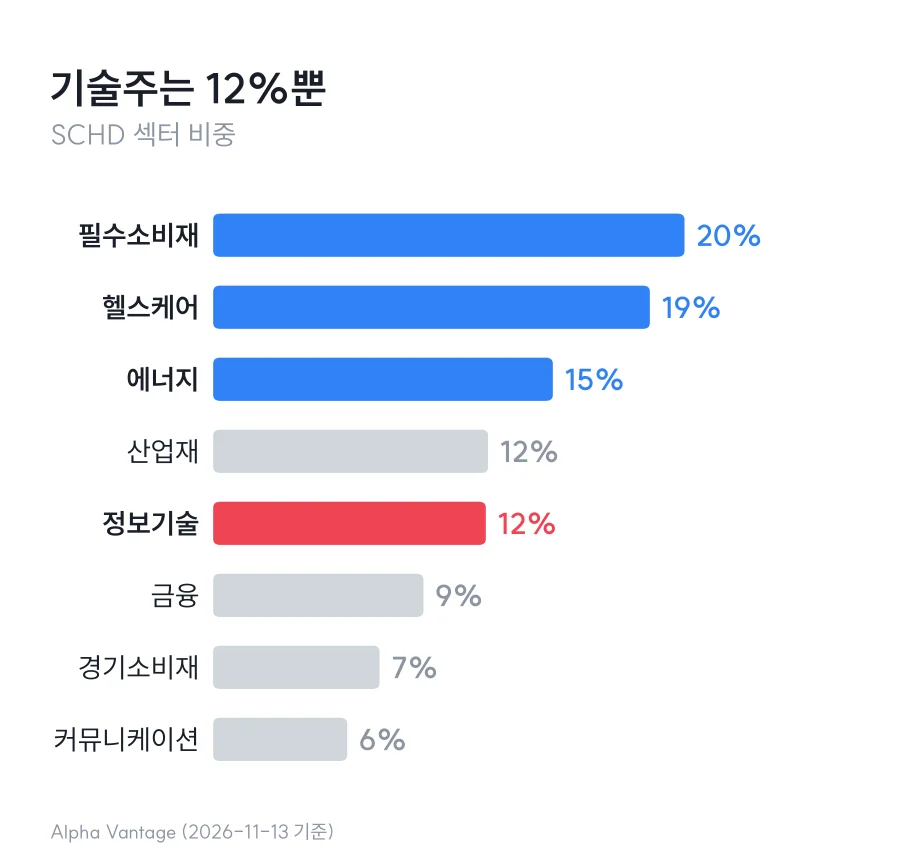 기술주는 12%뿐
SCHD 섹터 비중
필수소비재 20%
헬스케어 19%
에너지 15%
산업재 12%
정보기술 12%
금융 9%
경기소비재 7%
커뮤니케이션 6%
Alpha Vantage (2026-11-13 기준)